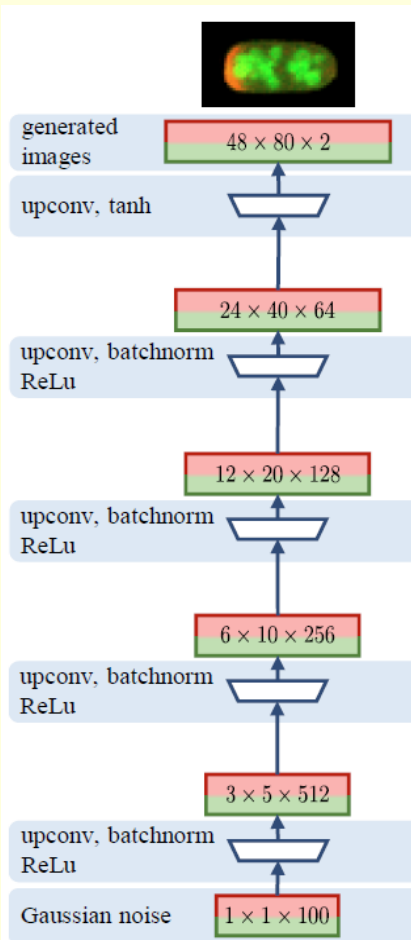 generated
images
48 × 80 × 2
upconv, tanh
24 × 40 × 64
upconv, batchnorm
ReLu
12 × 20 × 128
upconv, batchnorm
ReLu
6 × 10 × 256
upconv, batchnorm
ReLu
3 × 5 × 512
upconv, batchnorm
ReLu
Gaussian noise
1 × 1 × 100